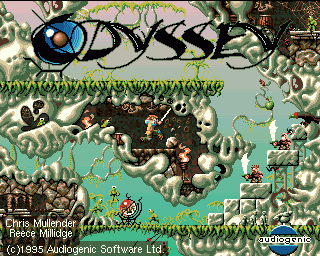 ODYSSEY
Chris Mullender
Reece Millidge
(c)1995 Audiogenic Software Ltd.
audiogenic